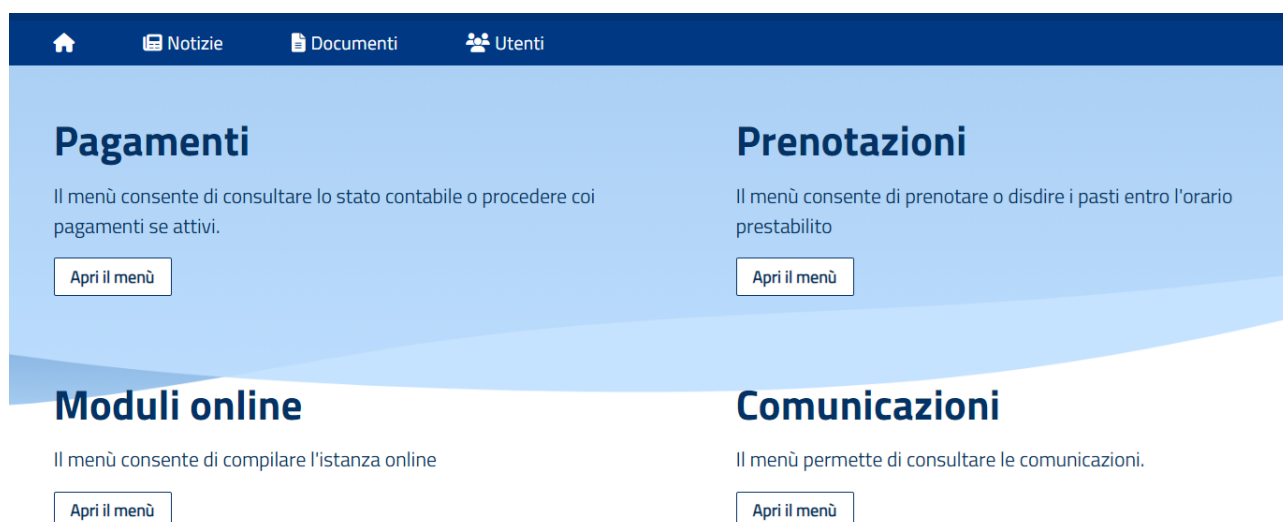 Notizie Documenti Utenti
Pagamenti
Il menù consente di consultare lo stato contabile o procedere coi
pagamenti se attivi.
Apri il menù
Prenotazioni
Il menù consente di prenotare o disdire i pasti entro l'orario
prestabilito
Apri il menù
Moduli online
Il menù consente di compilare l'istanza online
Apri il menù
Comunicazioni
Il menù permette di consultare le comunicazioni.
Apri il menù